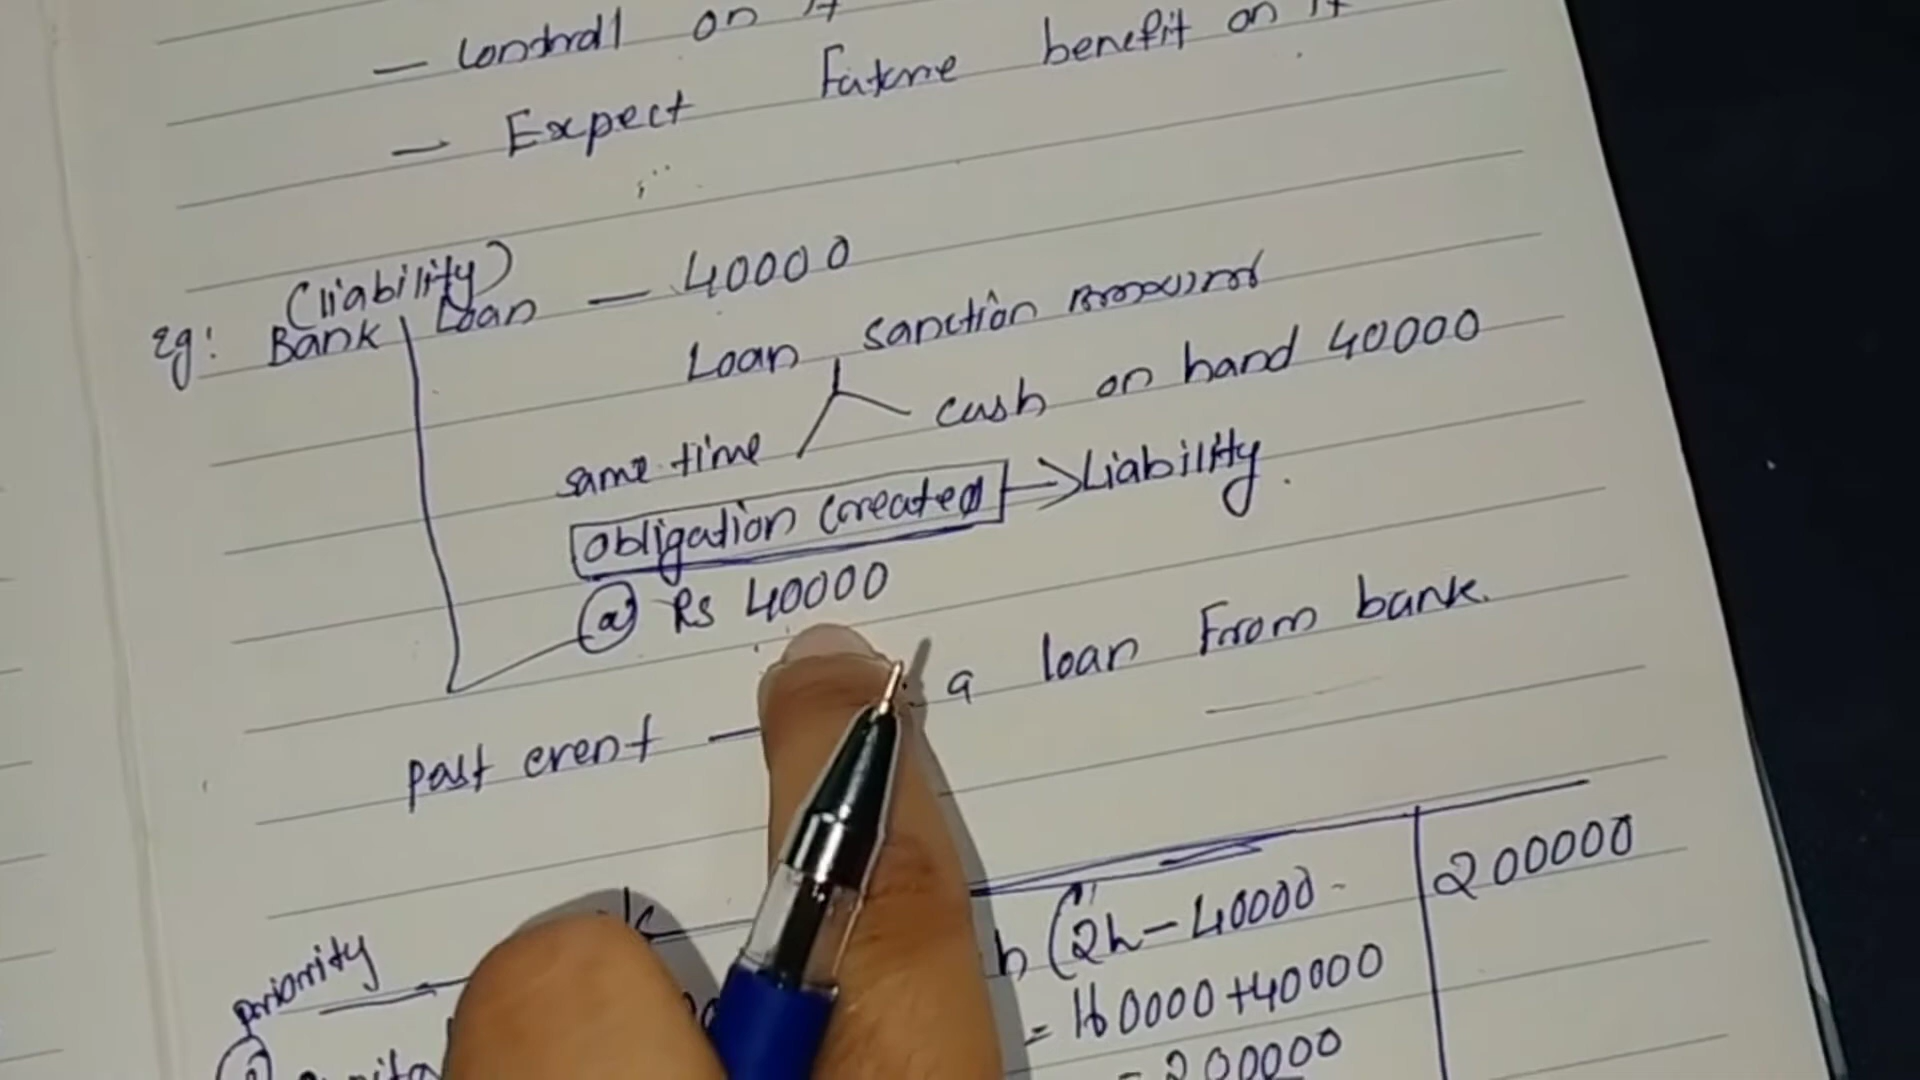 — Control on it
— Expect Future benefit on it
(liability)
eg: Bank Loan — 40000
Loan sanction
same time
cash on hand 40000
Obligation created → Liability.
@ Rs 40000
past event — a loan from bank.
priority
h (2L - 40000 200000
= 160000 + 40000
= 200000